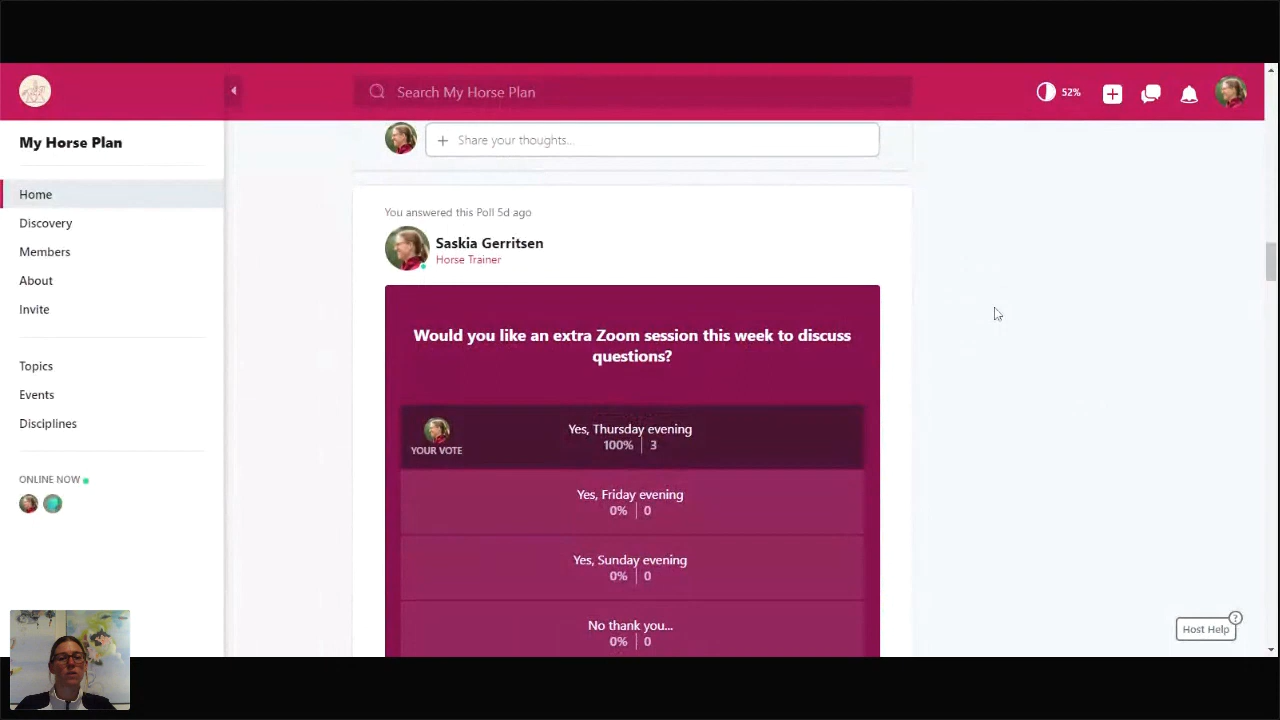 Search My Horse Plan
52%
My Horse Plan
Home
Discovery
Members
About
Invite
Topics
Events
Disciplines
ONLINE NOW
Share your thoughts...
You answered this Poll 5d ago
Saskia Gerritsen
Horse Trainer
Would you like an extra Zoom session this week to discuss
questions?
YOUR VOTE
Yes, Thursday evening
100% | 3
Yes, Friday evening
0% | 0
Yes, Sunday evening
0% | 0
No thank you...
0% | 0
Host Help
?